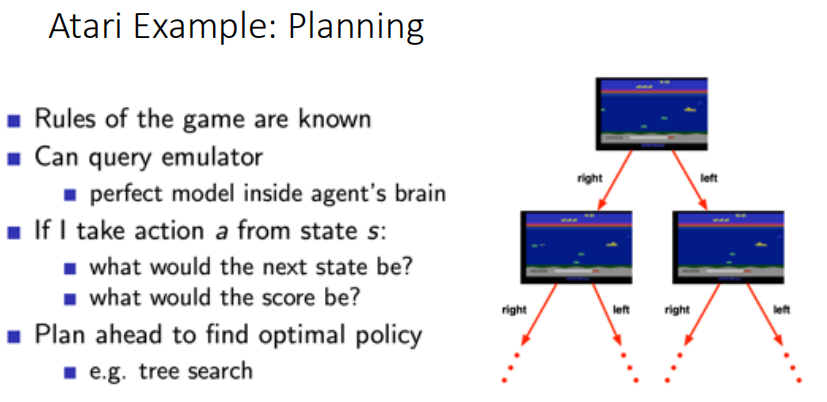 Atari Example: Planning
Rules of the game are known
Can query emulator
perfect model inside agent's brain
If I take action a from state s:
what would the next state be?
what would the score be?
Plan ahead to find optimal policy
e.g. tree search
right
left
right
left
right
left